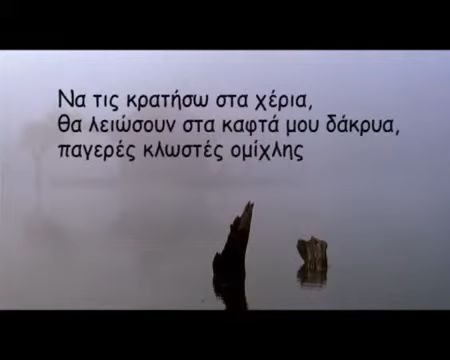 Να τις κρατήσω στα χέρια,
θα λειώσουν στα καφτά μου δάκρυα,
παγερές κλωστές ομίχλης